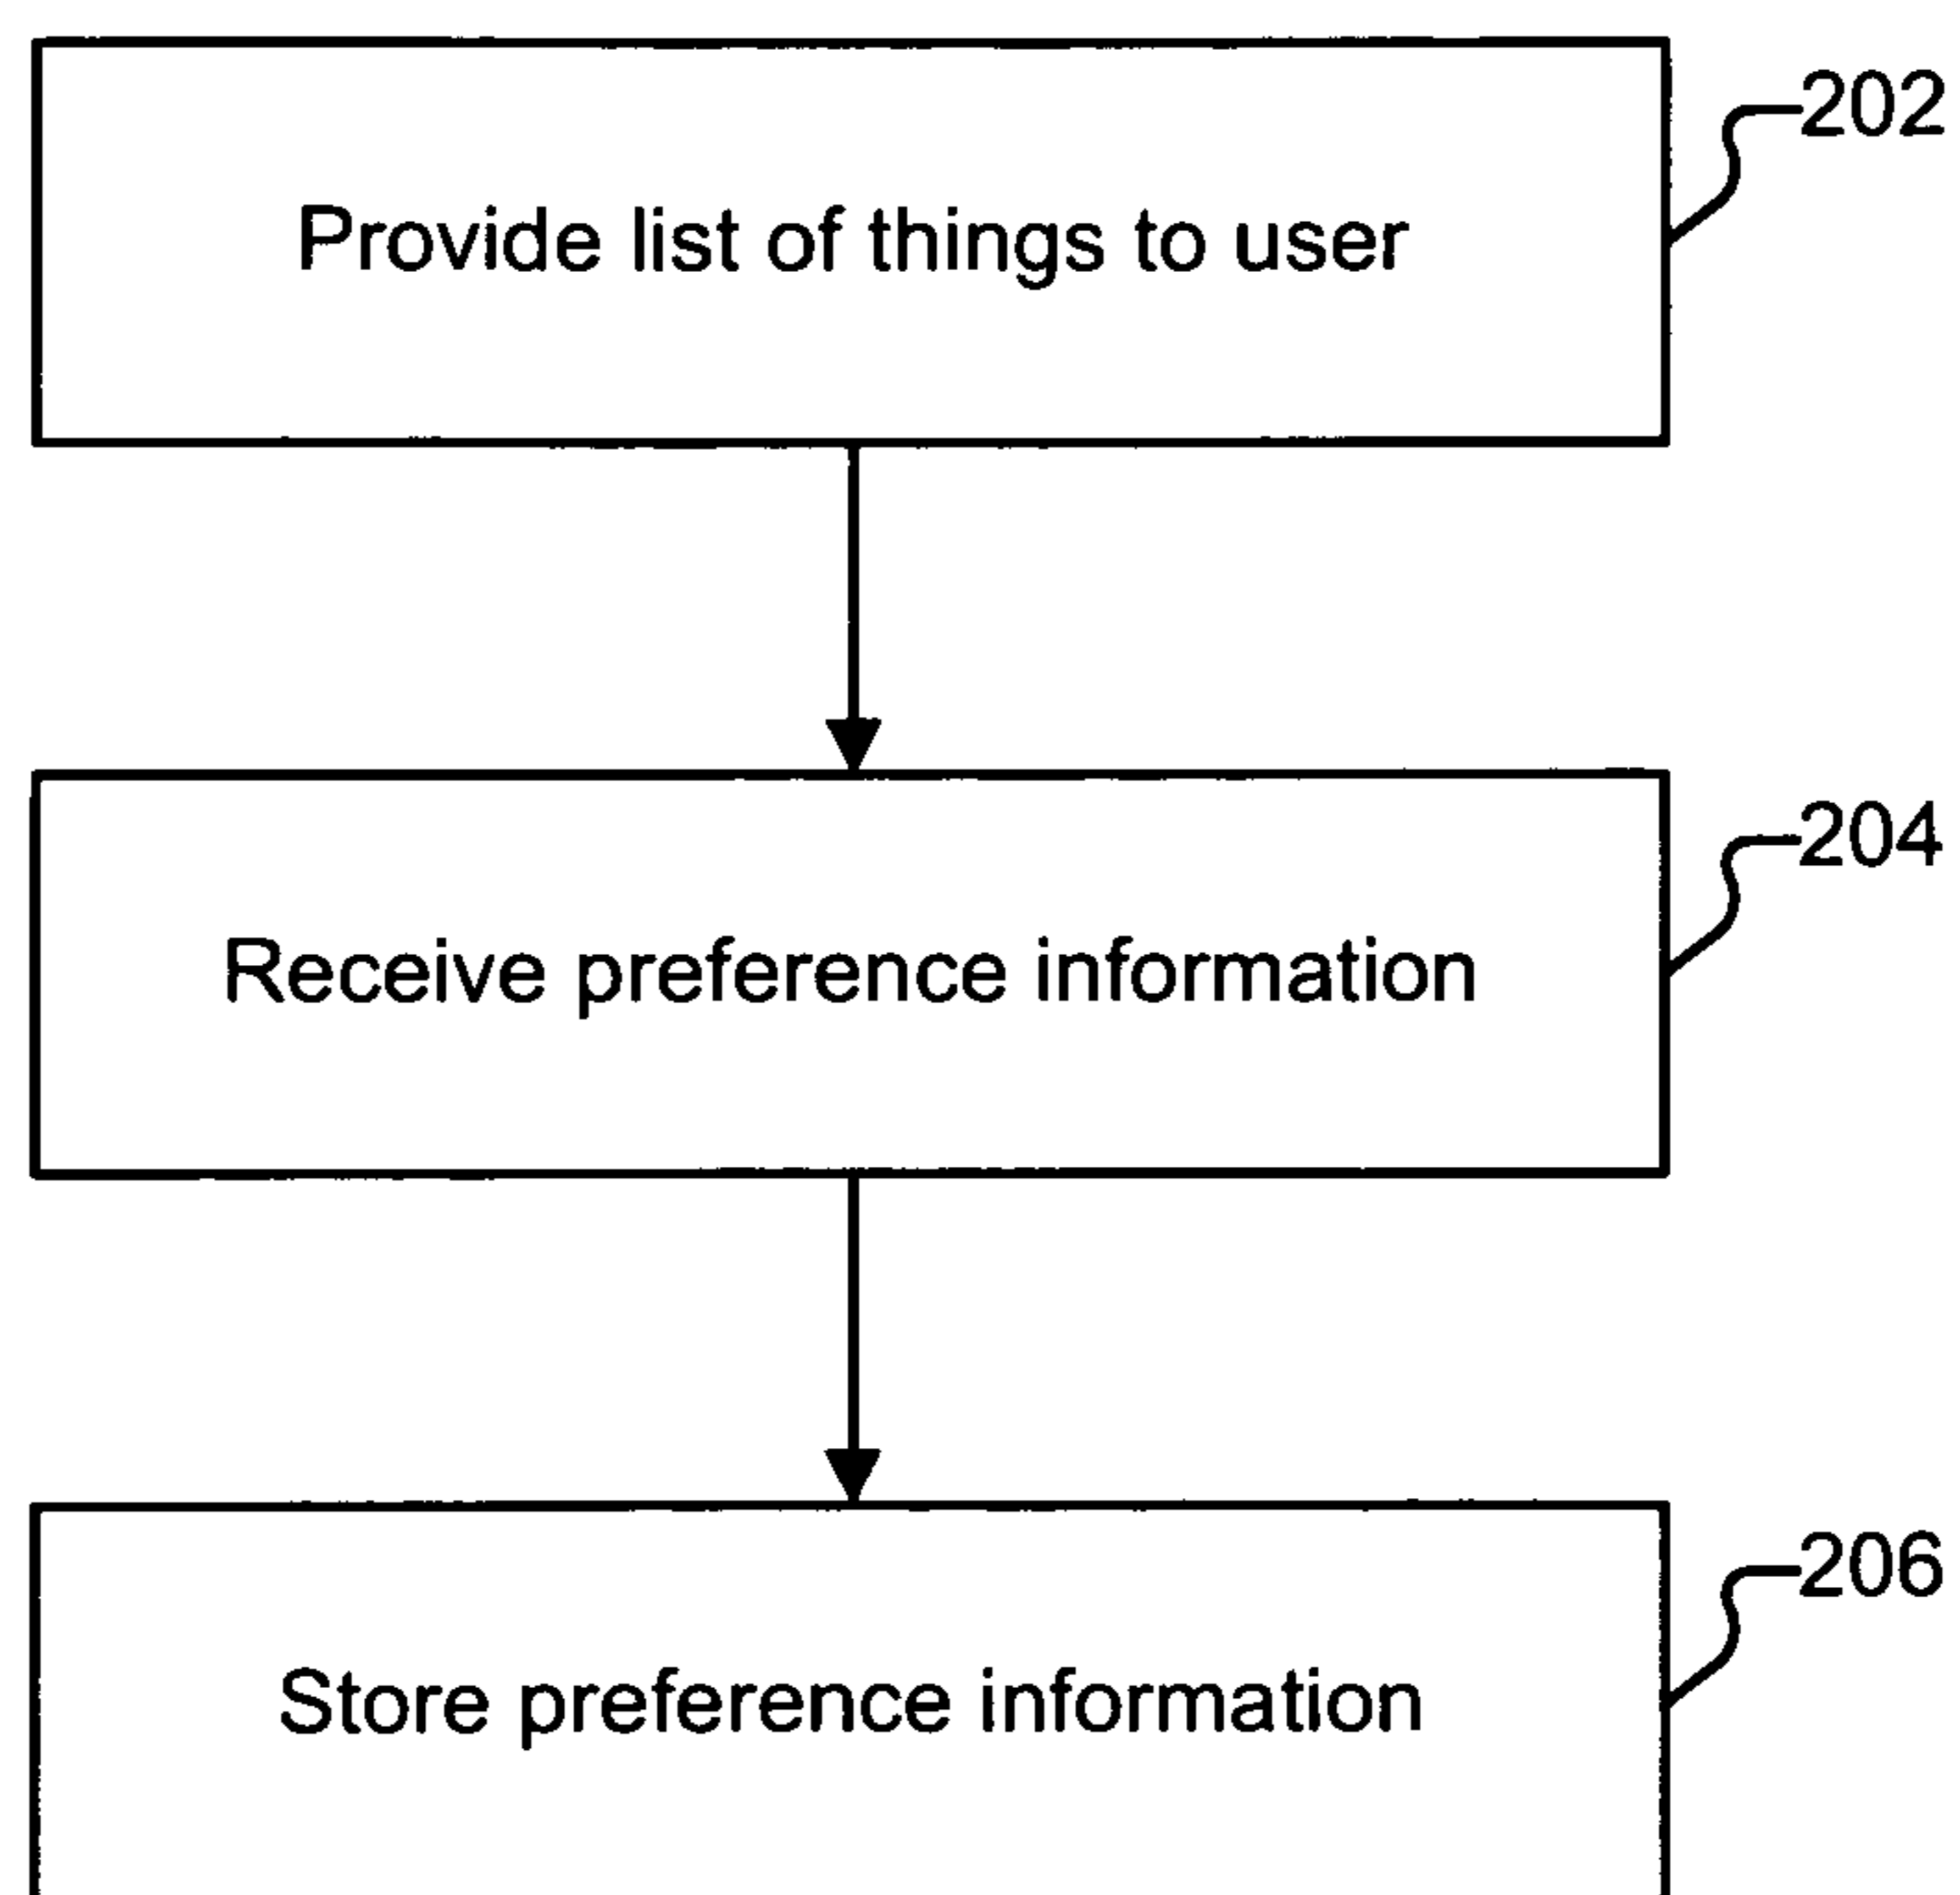 202
Provide list of things to user
204
Receive preference information
206
Store preference information